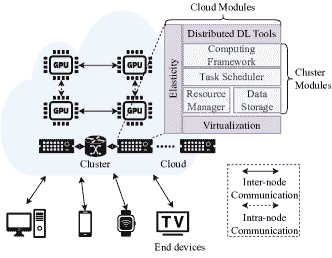 Cloud Modules
Distributed DL Tools
Computing
Framework
Task Scheduler
Resource
Manager
Data
Storage
Virtualization
Elasticity
Cluster
Modules
GPU
GPU
GPU
GPU
Cluster
Cloud
TV
End devices
Inter-node
Communication
Intra-node
Communication